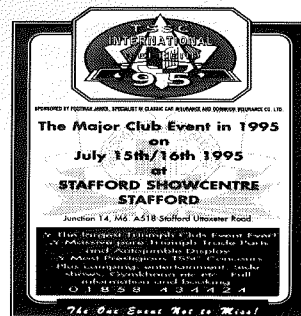 TSSC
INTERNATIONAL
95
SPONSORED BY FOOTMAN JAMES, SPECIALIST IN CLASSIC CAR INSURANCE AND DOMINION INSURANCE CO. LTD.
The Major Club Event in 1995
on
July 15th/16th 1995
at
STAFFORD SHOWCENTRE
STAFFORD
Junction 14, M6 A518 Stafford Uttoxeter Road
The largest Triumph Club Event Ever!
Massive pure Triumph Trade Parts
and Autojumble Display
Most Prestigious TSSC Concours
Plus camping, entertainment, side
shows, Gymkhana etc etc. Full
information and booking
01858 434424
The One Event Not to Miss!